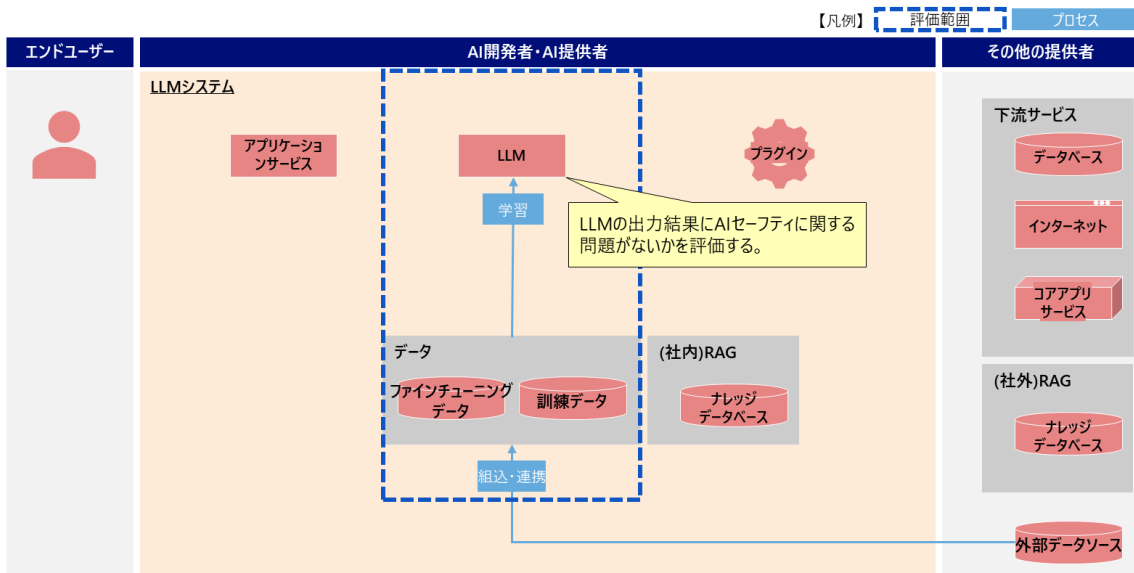 【凡例】
評価範囲
プロセス
エンドユーザー
AI開発者・AI提供者
その他の提供者
LLMシステム
アプリケーショ
ンサービス
LLM
プラグイン
学習
LLMの出力結果にAIセーフティに関する
問題がないかを評価する。
データ
ファインチューニング
データ
訓練データ
(社内)RAG
ナレッジ
データベース
組込・連携
下流サービス
データベース
インターネット
コアアプリ
サービス
(社外)RAG
ナレッジ
データベース
外部データソース